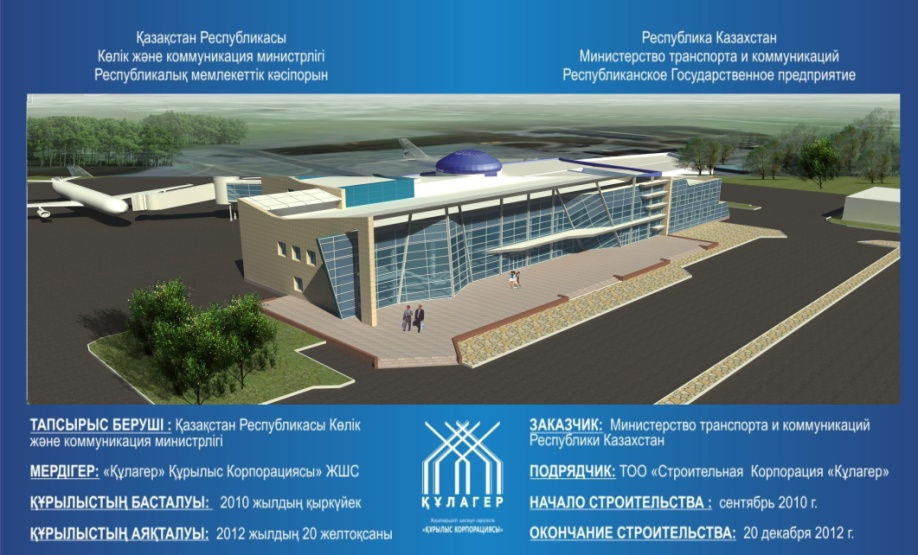 Қазақстан Республикасы
Көлік және коммуникация министрлігі
Республикалық мемлекеттік кәсіпорын
Республика Казахстан
Министерство транспорта и коммуникаций
Республиканское Государственное предприятие
ТАПСЫРЫС БЕРУШІ : Қазақстан Республикасы Көлік
және коммуникация министрлігі
МЕРДІГЕР: «Құлагер» Құрылыс Корпорациясы» ЖШС
ҚҰРЫЛЫСТЫҢ БАСТАЛУЫ: 2010 жылдың қыркүйек
ҚҰРЫЛЫСТЫҢ АЯҚТАЛУЫ: 2012 жылдың 20 желтоқсаны
ҚҰЛАГЕР
«ҚҰРЫЛЫС КОРПОРАЦИЯСЫ»
ЗАКАЗЧИК: Министерство транспорта и коммуникаций
Республики Казахстан
ПОДРЯДЧИК: ТОО «Строительная Корпорация «Кулагер»
НАЧАЛО СТРОИТЕЛЬСТВА : сентябрь 2010 г.
ОКОНЧАНИЕ СТРОИТЕЛЬСТВА: 20 декабря 2012 г.